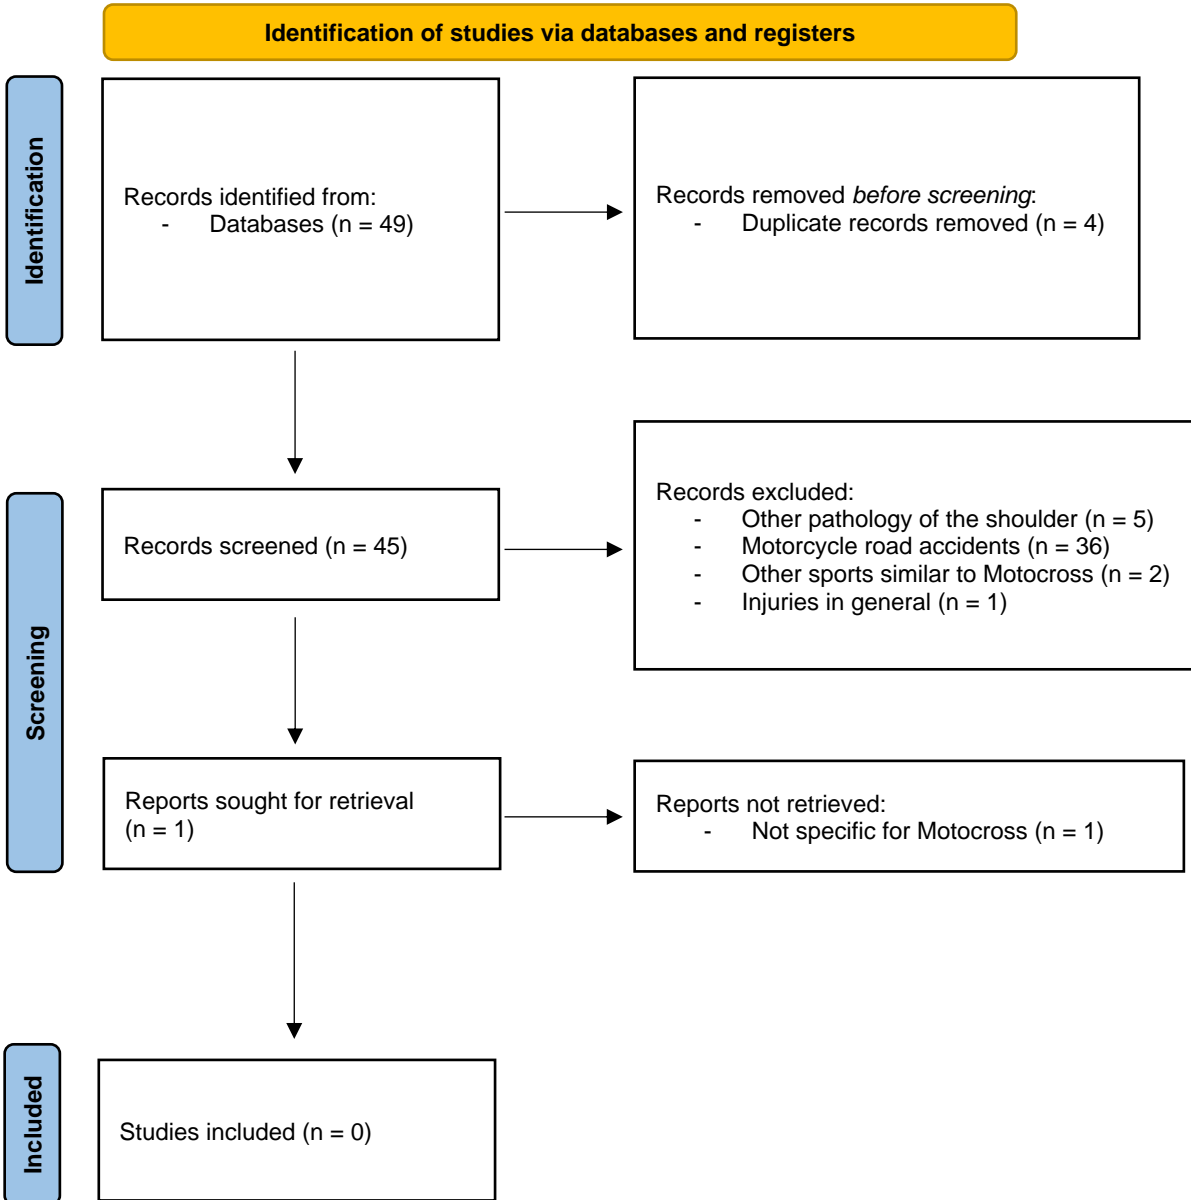 Identification of studies via databases and registers
Identification
Records identified from:
- Databases (n = 49)
Records removed before screening:
- Duplicate records removed (n = 4)
Screening
Records screened (n = 45)
Records excluded:
- Other pathology of the shoulder (n = 5)
- Motorcycle road accidents (n = 36)
- Other sports similar to Motocross (n = 2)
- Injuries in general (n = 1)
Reports sought for retrieval
(n = 1)
Reports not retrieved:
- Not specific for Motocross (n = 1)
Included
Studies included (n = 0)